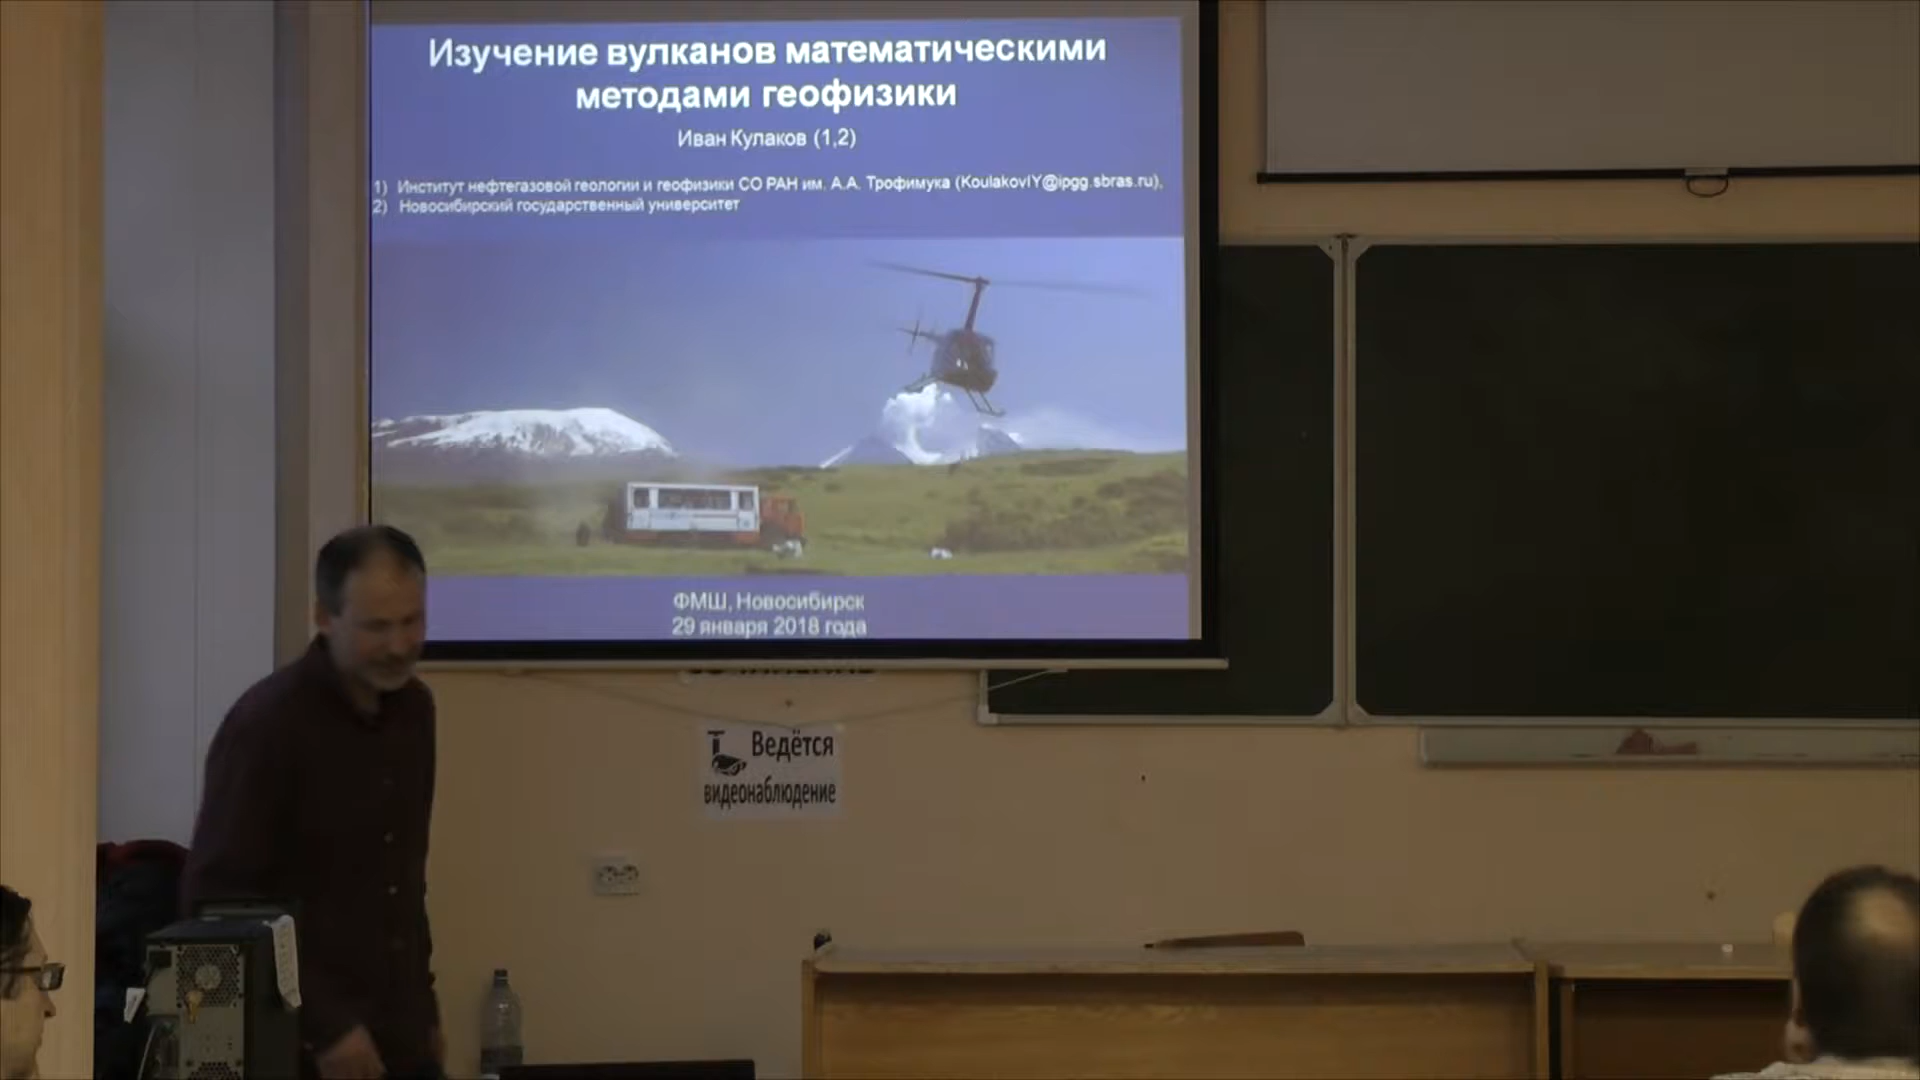 Изучение вулканов математическими
методами геофизики
Иван Кулаков (1,2)
1) Институт нефтегазовой геологии и геофизики СО РАН им. А.А. Трофимука (KoulakovIY@ipgg.sbras.ru),
2) Новосибирский государственный университет
ФМШ, Новосибирск
29 января 2018 года
Ведётся
видеонаблюдение